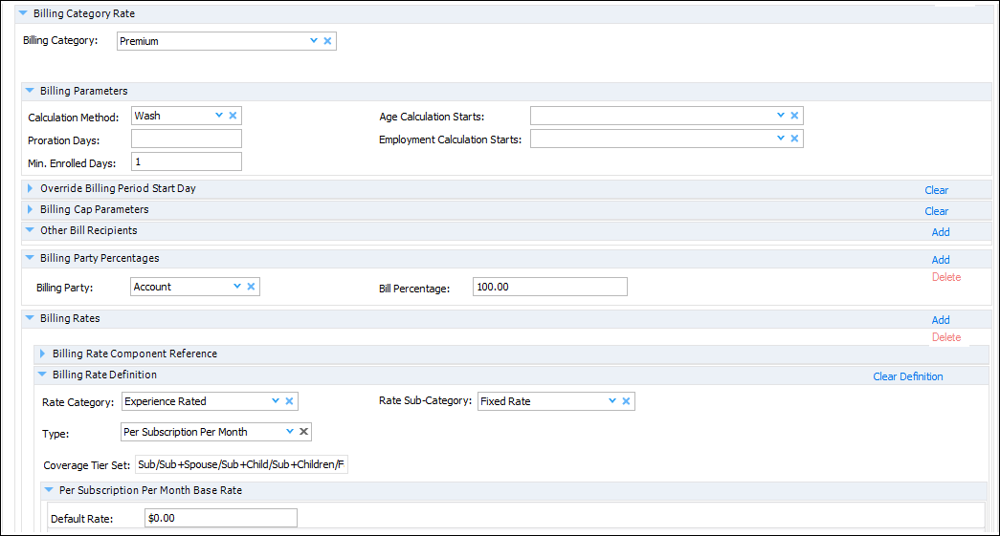 Billing Category Rate
Billing Category: Premium
Billing Parameters
Calculation Method: Wash Age Calculation Starts:
Proration Days: Employment Calculation Starts:
Min. Enrolled Days: 1
Override Billing Period Start Day Clear
Billing Cap Parameters Clear
Other Bill Recipients Add
Billing Party Percentages Add
Delete
Billing Party: Account Bill Percentage: 100.00
Billing Rates Add
Delete
Billing Rate Component Reference
Billing Rate Definition Clear Definition
Rate Category: Experience Rated Rate Sub-Category: Fixed Rate
Type: Per Subscription Per Month
Coverage Tier Set: Sub/Sub+Spouse/Sub+Child/Sub+Children/F
Per Subscription Per Month Base Rate
Default Rate: $0.00